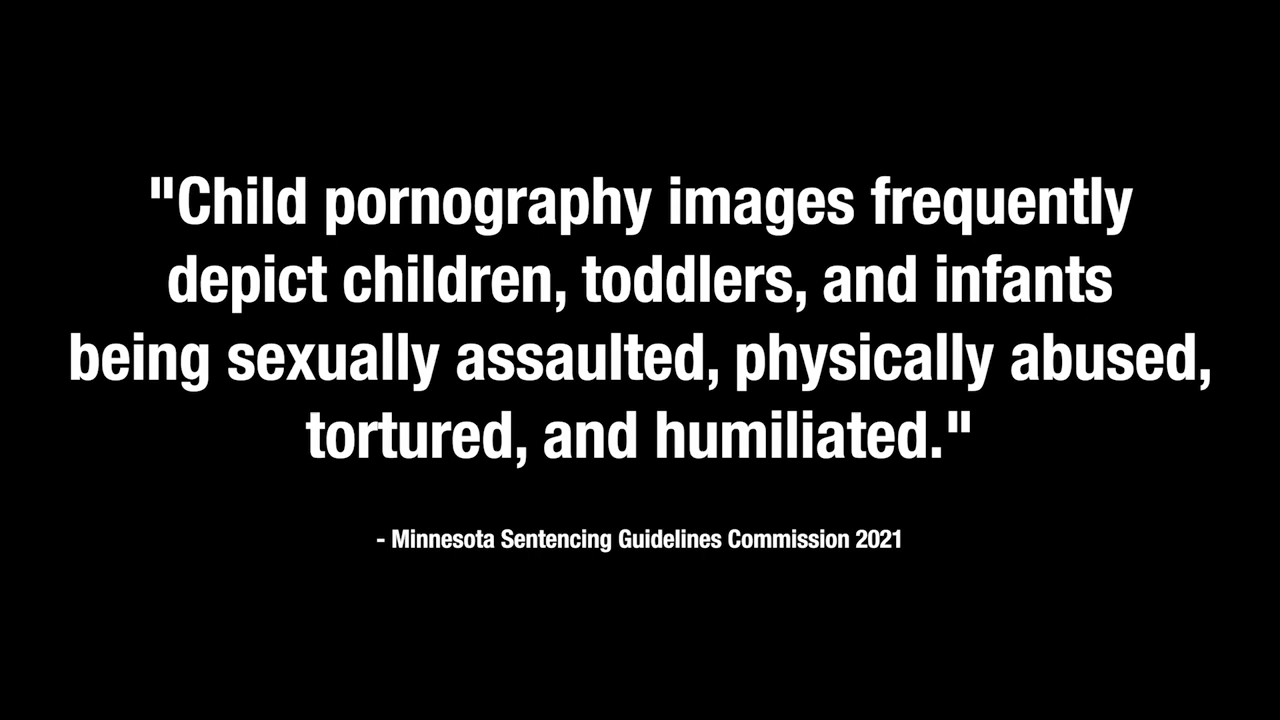 "Child pornography images frequently
depict children, toddlers, and infants
being sexually assaulted, physically abused,
tortured, and humiliated."
- Minnesota Sentencing Guidelines Commission 2021